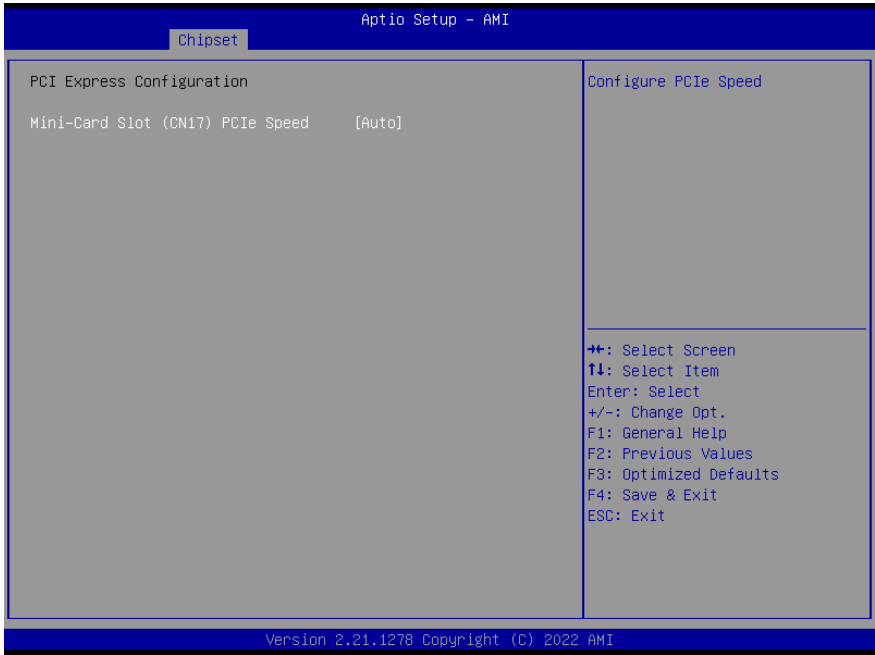 Aptio Setup – AMI
Chipset
PCI Express Configuration
Mini-Card Slot (CN17) PCIe Speed [Auto]
Configure PCIe Speed
→←: Select Screen
↑↓: Select Item
Enter: Select
+/-: Change Opt.
F1: General Help
F2: Previous Values
F3: Optimized Defaults
F4: Save & Exit
ESC: Exit
Version 2.21.1278 Copyright (C) 2022 AMI